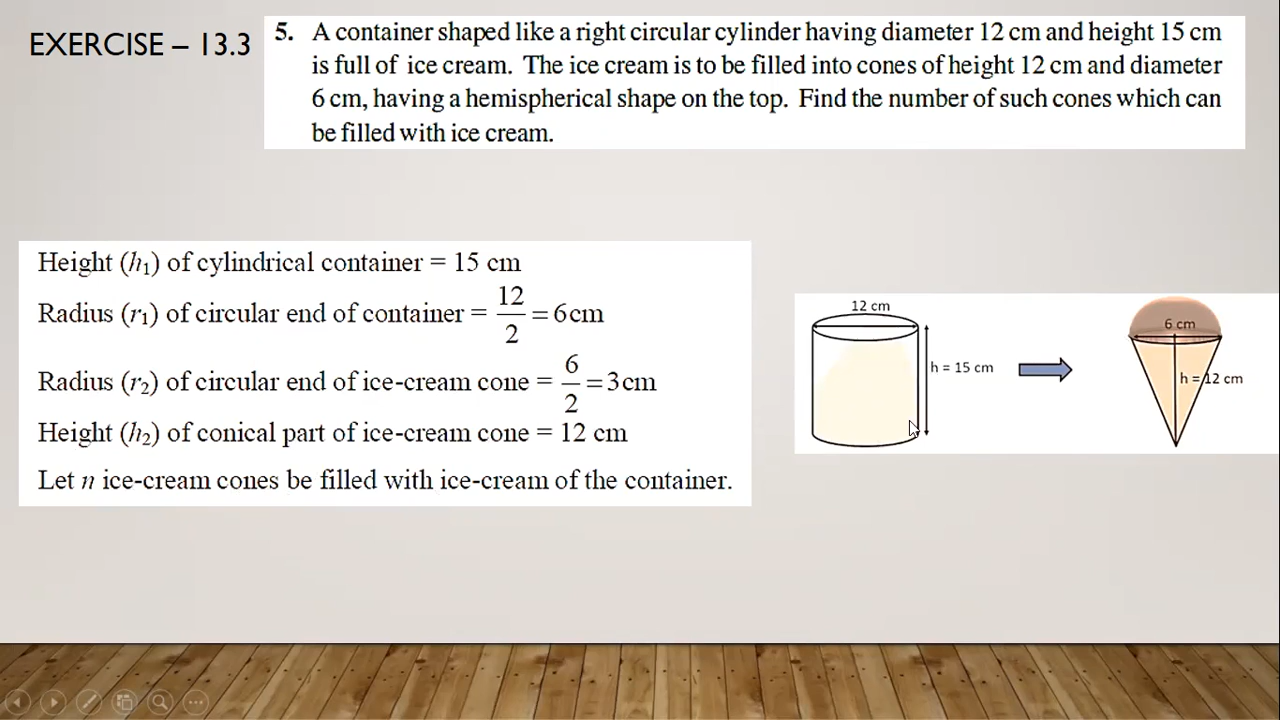 EXERCISE – 13.3
5. A container shaped like a right circular cylinder having diameter 12 cm and height 15 cm
is full of ice cream. The ice cream is to be filled into cones of height 12 cm and diameter
6 cm, having a hemispherical shape on the top. Find the number of such cones which can
be filled with ice cream.
Height (h₁) of cylindrical container = 15 cm
Radius (r₁) of circular end of container = 12/2 = 6cm
Radius (r₂) of circular end of ice-cream cone = 6/2 = 3cm
Height (h₂) of conical part of ice-cream cone = 12 cm
Let n ice-cream cones be filled with ice-cream of the container.
12 cm
h = 15 cm
6 cm
h = 12 cm